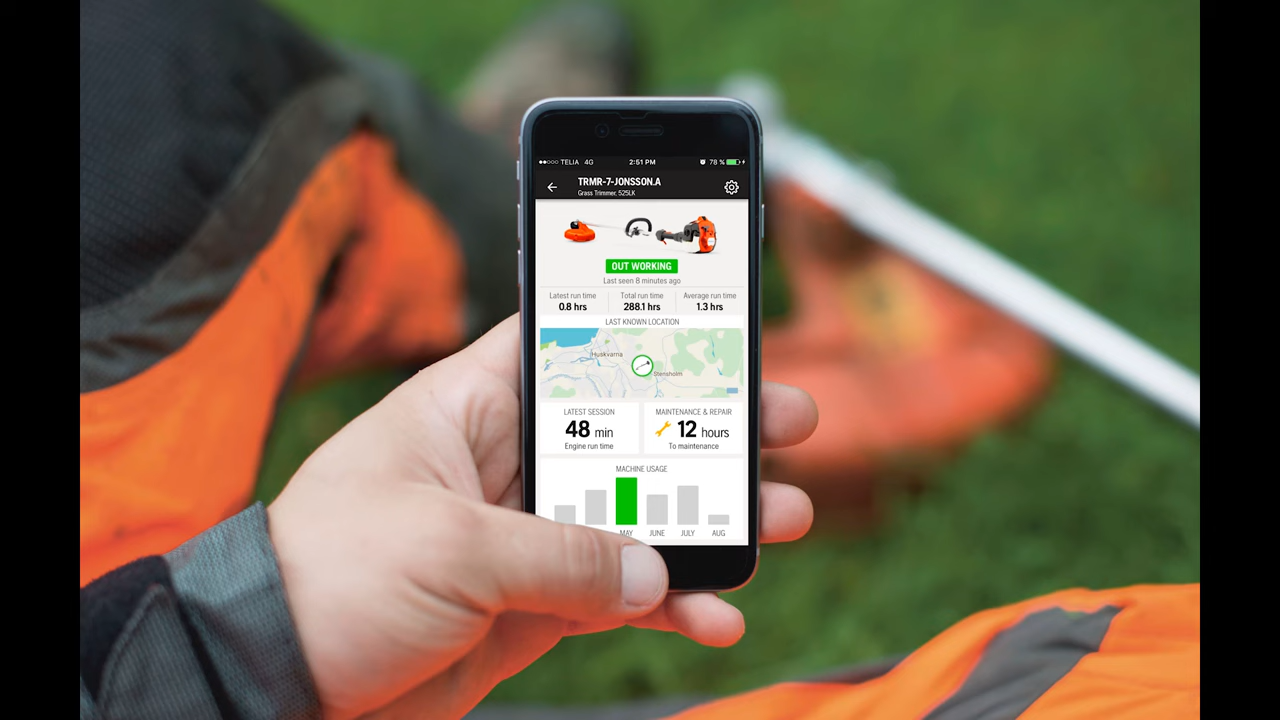 TELIA 4G 2:51 PM 78 %
TRMR-7-JONSSON.A
Grass Trimmer, 525LK
OUT WORKING
Last seen 8 minutes ago
Latest run time Total run time Average run time
0.8 hrs 288.1 hrs 1.3 hrs
LAST KNOWN LOCATION
Huskvarna
Stensholm
LATEST SESSION MAINTENANCE & REPAIR
48 min 12 hours
Engine run time To maintenance
MACHINE USAGE
MAY JUNE JULY AUG